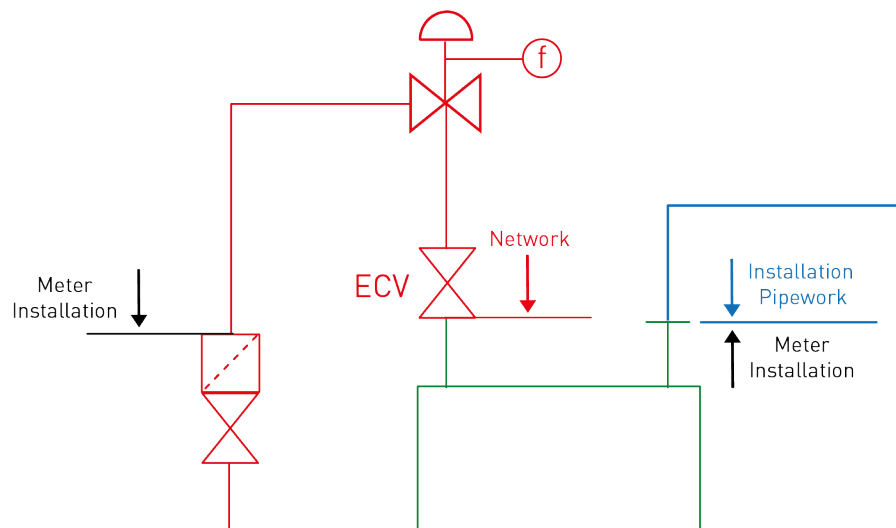 f
Network
ECV
Meter
Installation
Installation
Pipework
Meter
Installation